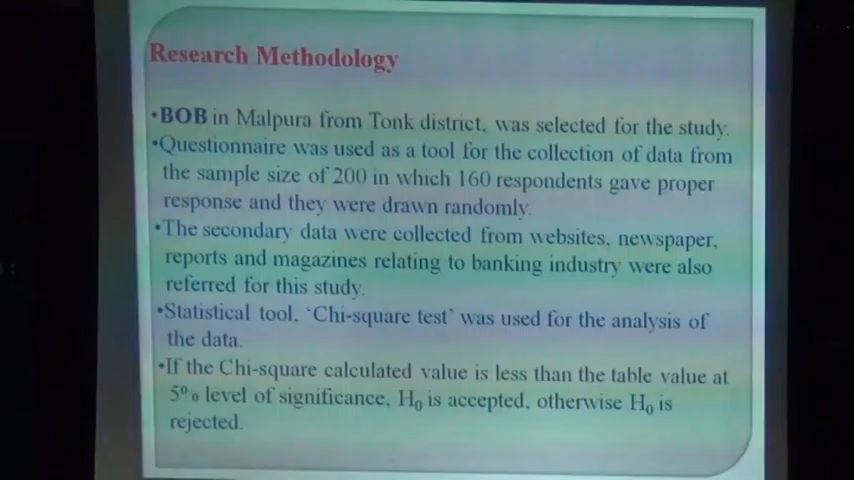 Research Methodology
•BOB in Malpura from Tonk district, was selected for the study.
•Questionnaire was used as a tool for the collection of data from
the sample size of 200 in which 160 respondents gave proper
response and they were drawn randomly.
•The secondary data were collected from websites, newspaper,
reports and magazines relating to banking industry were also
referred for this study.
•Statistical tool, ‘Chi-square test’ was used for the analysis of
the data.
•If the Chi-square calculated value is less than the table value at
5% level of significance, H₀ is accepted, otherwise H₀ is
rejected.